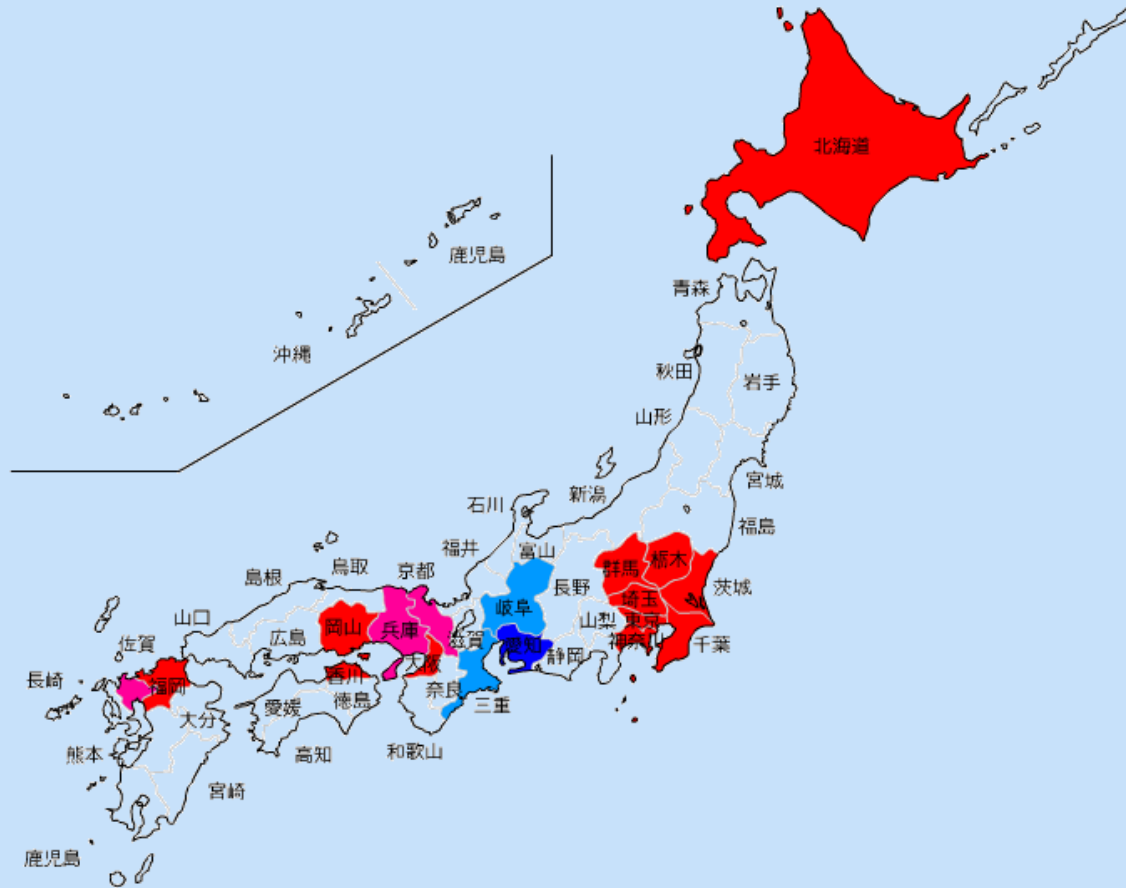 北海道
青森
鹿児島
沖縄
秋田
岩手
山形
宮城
新潟
石川
福島
福井
富山
栃木
群馬
鳥取
京都
島根
長野
茨城
埼玉
岐阜
山口
山梨
東京
岡山
兵庫
佐賀
広島
滋賀
愛知
神奈川
千葉
静岡
大阪
香川
長崎
福岡
奈良
徳島
愛媛
三重
大分
和歌山
熊本
高知
宮崎
鹿児島